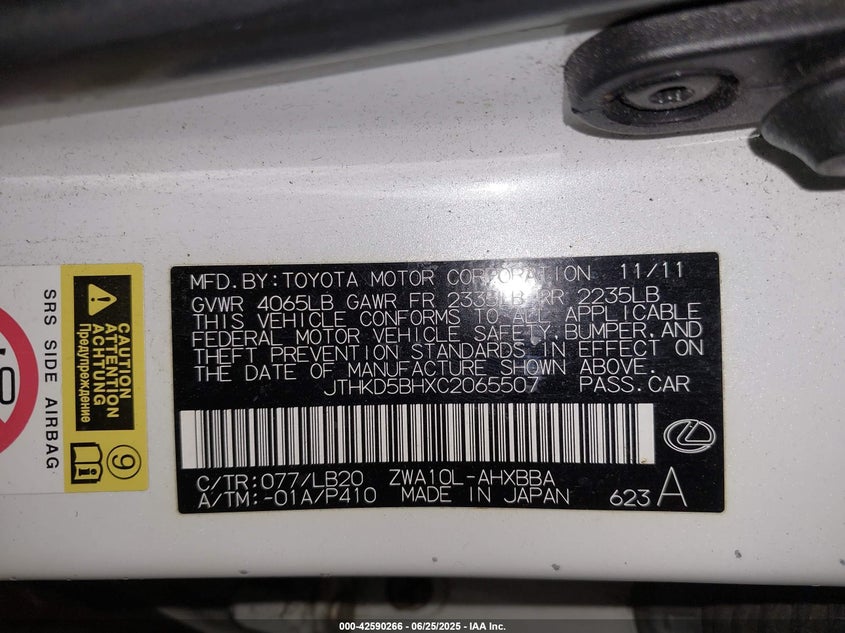 MFD.BY:TOYOTA MOTOR CORPORATION 11/11
GVWR 4065LB GAWR FR 2335LB RR 2235LB
THIS VEHICLE CONFORMS TO ALL APPLICABLE
FEDERAL MOTOR VEHICLE SAFETY,BUMPER,AND
THEFT PREVENTION STANDARDS IN EFFECT ON
THE DATE OF MANUFACTURE SHOWN ABOVE.
JTHKD5BHXC2065507 PASS.CAR
C/TR:077/LB20 ZWA10L-AHXBBA
A/TM:-01A/P410 MADE IN JAPAN 623 A
CAUTION
ATTENTION
ACHTUNG
Предупреждение
9
SRS SIDE AIRBAG
000-42590266 - 06/25/2025 - IAA Inc.